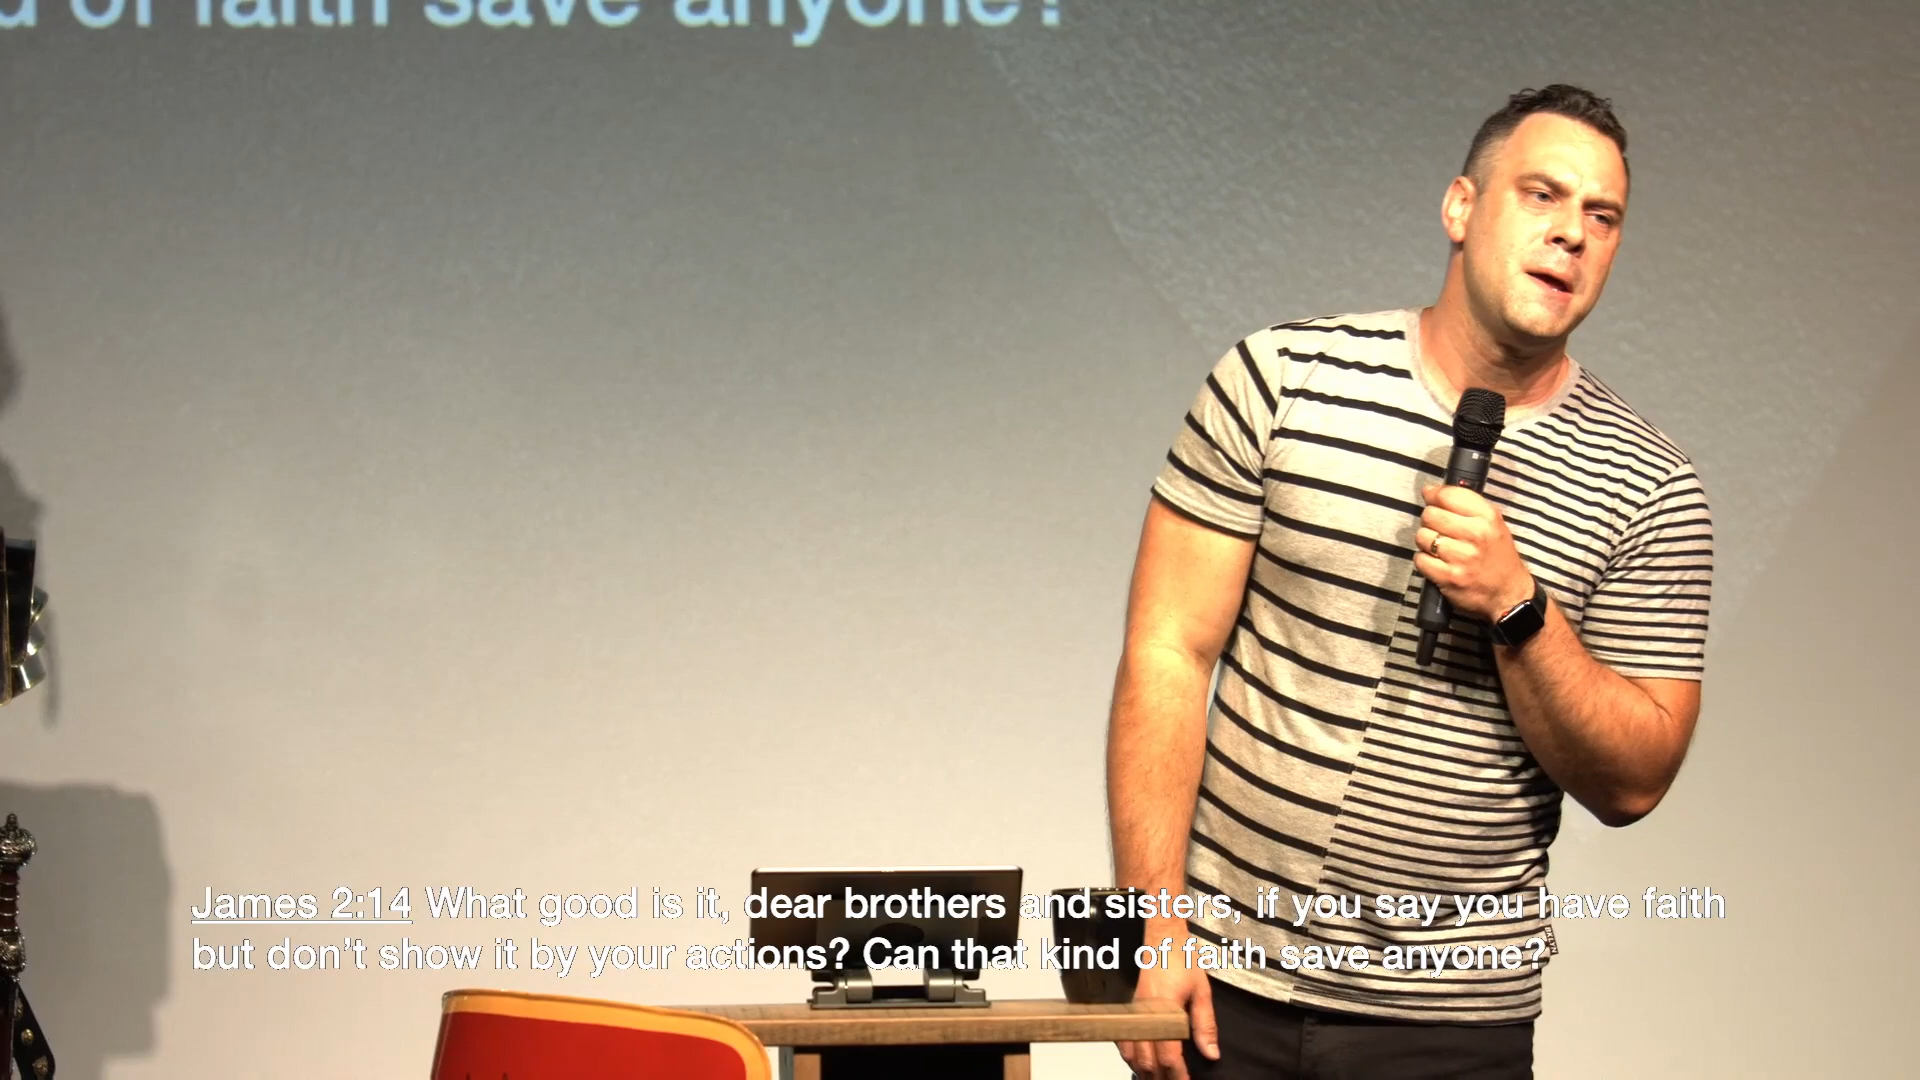 d of faith save anyone?
James 2:14 What good is it, dear brothers and sisters, if you say you have faith
but don't show it by your actions? Can that kind of faith save anyone?